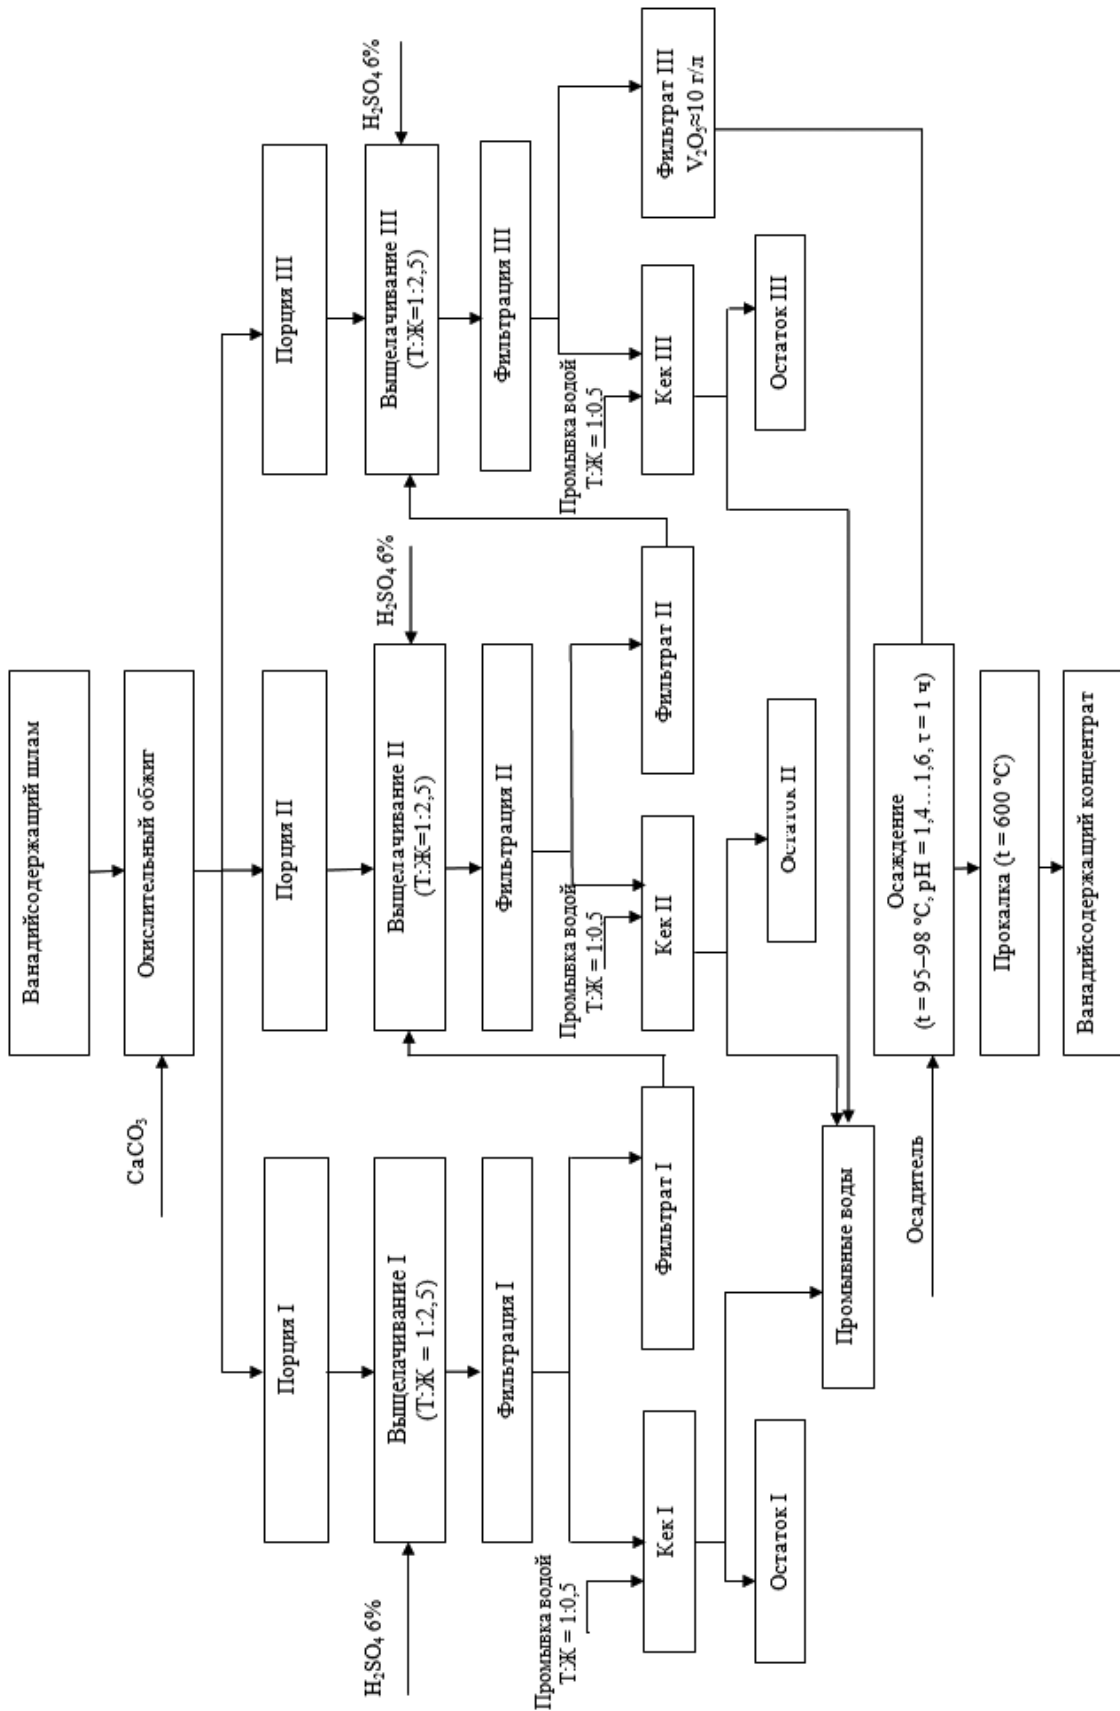 Ванадийсодержащий шлам
CaCO₃
Окислительный обжиг
Порция I
Порция II
Порция III
H₂SO₄ 6%
Выщелачивание I
(Т:Ж = 1:2,5)
H₂SO₄ 6%
Выщелачивание II
(Т:Ж=1:2,5)
H₂SO₄ 6%
Выщелачивание III
(Т:Ж=1:2,5)
Фильтрация I
Фильтрация II
Фильтрация III
Промывка водой
Т:Ж = 1:0,5
Промывка водой
Т:Ж = 1:0,5
Промывка водой
Т:Ж = 1:0,5
Кек I
Фильтрат I
Кек II
Фильтрат II
Кек III
Фильтрат III
V₂O₅≈10 г/л
Остаток I
Остаток II
Остаток III
Промывные воды
Осадитель
Осаждение
(t = 95–98 °C, pH = 1,4…1,6, τ = 1 ч)
Прокалка (t = 600 °C)
Ванадийсодержащий концентрат